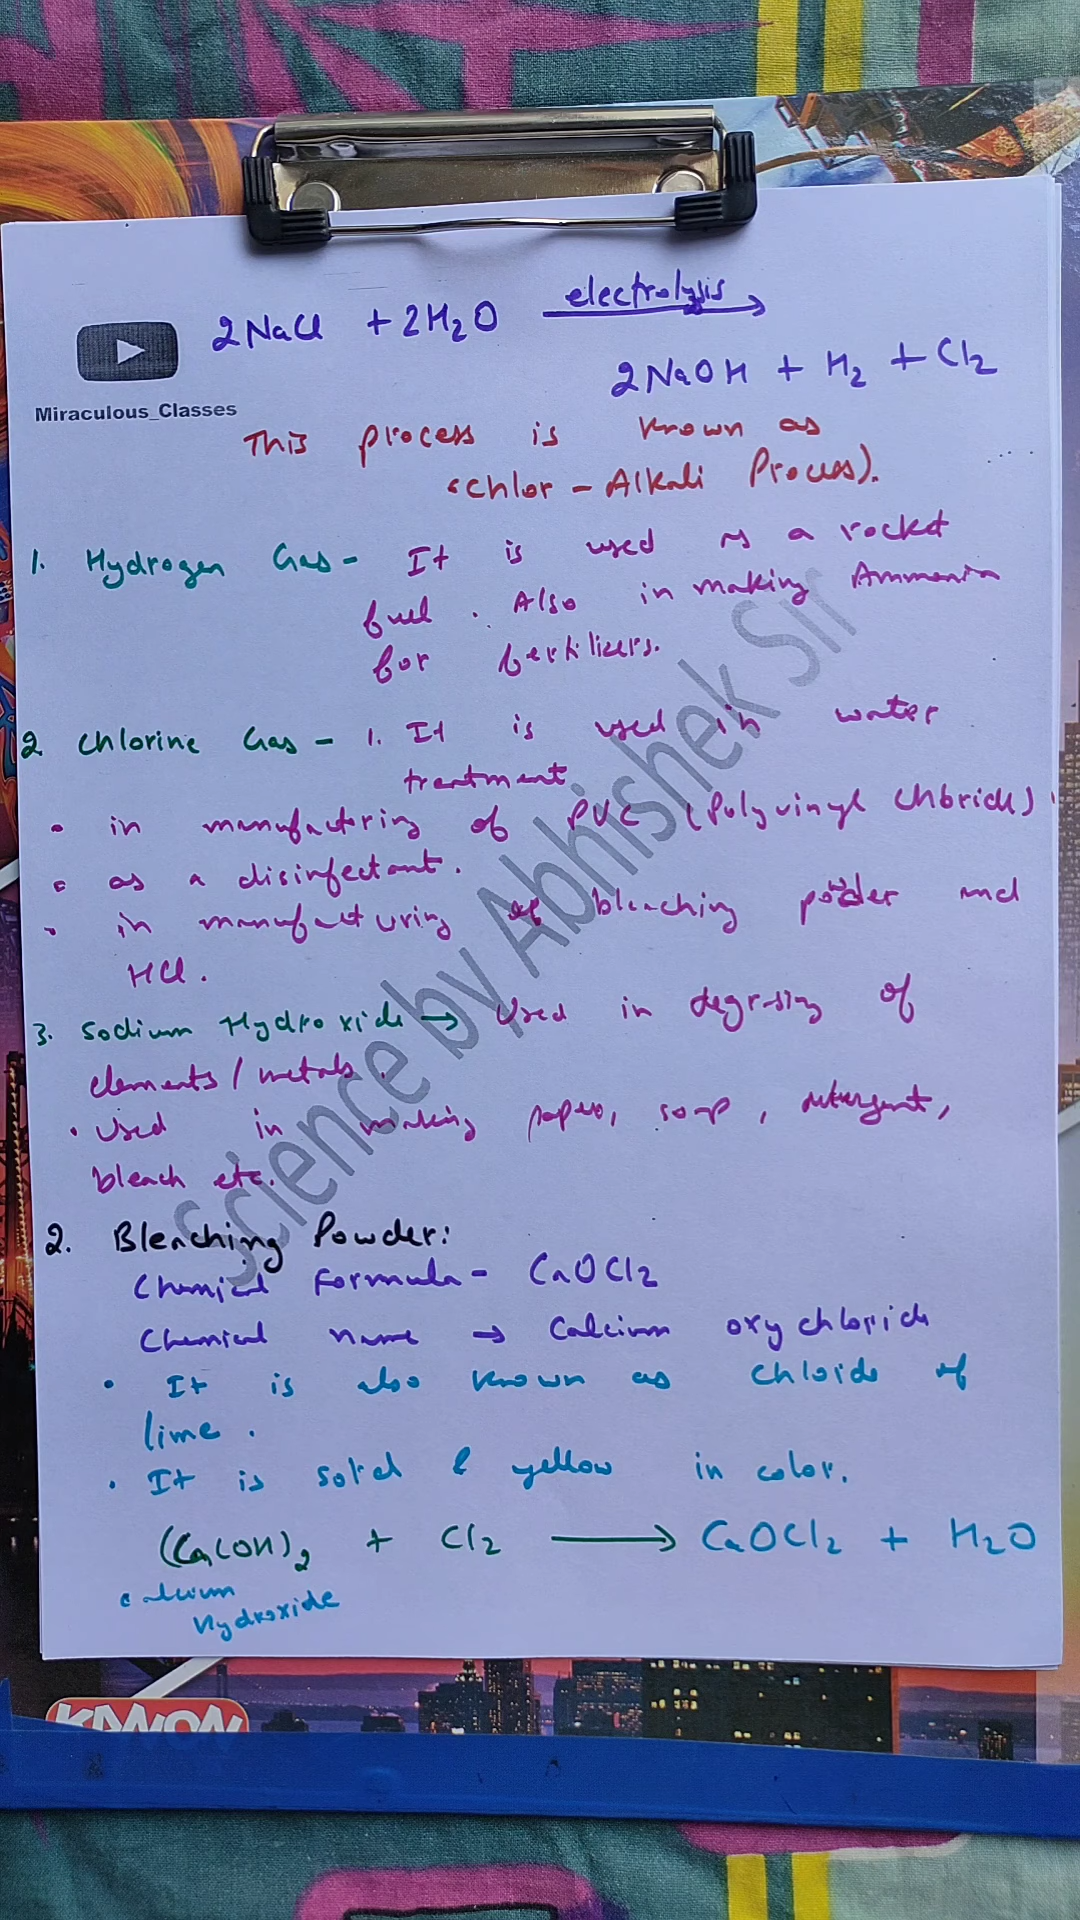 2NaCl + 2H₂O electrolysis →
2NaOH + H₂ + Cl₂
Miraculous_Classes
This process is known as
(chlor-Alkali Process).
1. Hydrogen Gas - It is used as a rocket
fuel. Also in making Ammonia
for fertilizers.
2. Chlorine Gas - 1. It is used in water
treatment
• in manufactoring of PVC (Polyvinyl Chloride)
• as a disinfectant.
• in manufacturing of bleaching powder and
HCl.
3. Sodium Hydroxide → Used in of
elements/metals.
• Used in making papers, soap, detergent,
bleach etc.
2. Bleaching Powder:
Chemical Formula - CaOCl₂
Chemical name → Calcium oxychloride
• It is also known as chloride of
lime.
• It is solid & yellow in color.
(Ca(OH)₂ + Cl₂ → CaOCl₂ + H₂O
calcium
Hydroxide
Science by Abhishek Sir
KANON